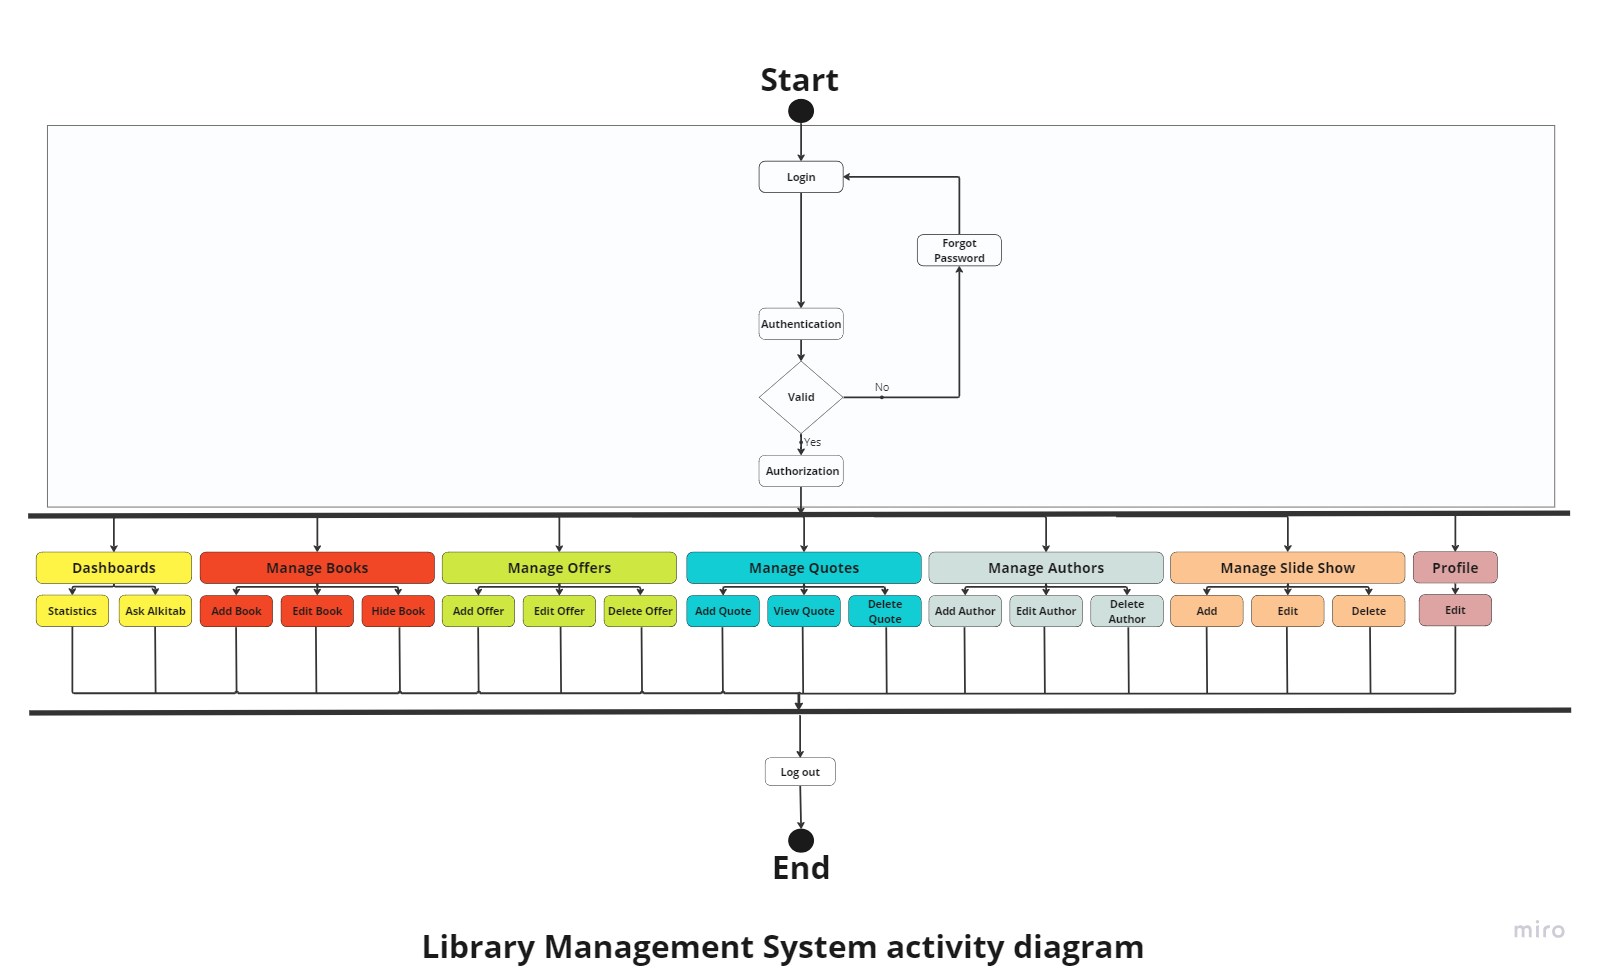 Start
Login
Forgot
Password
Authentication
Valid
No
Yes
Authorization
Dashboards
Manage Books
Manage Offers
Manage Quotes
Manage Authors
Manage Slide Show
Profile
Statistics
Ask Alkitab
Add Book
Edit Book
Hide Book
Add Offer
Edit Offer
Delete Offer
Add Quote
View Quote
Delete
Quote
Add Author
Edit Author
Delete
Author
Add
Edit
Delete
Edit
Log out
End
Library Management System activity diagram
miro